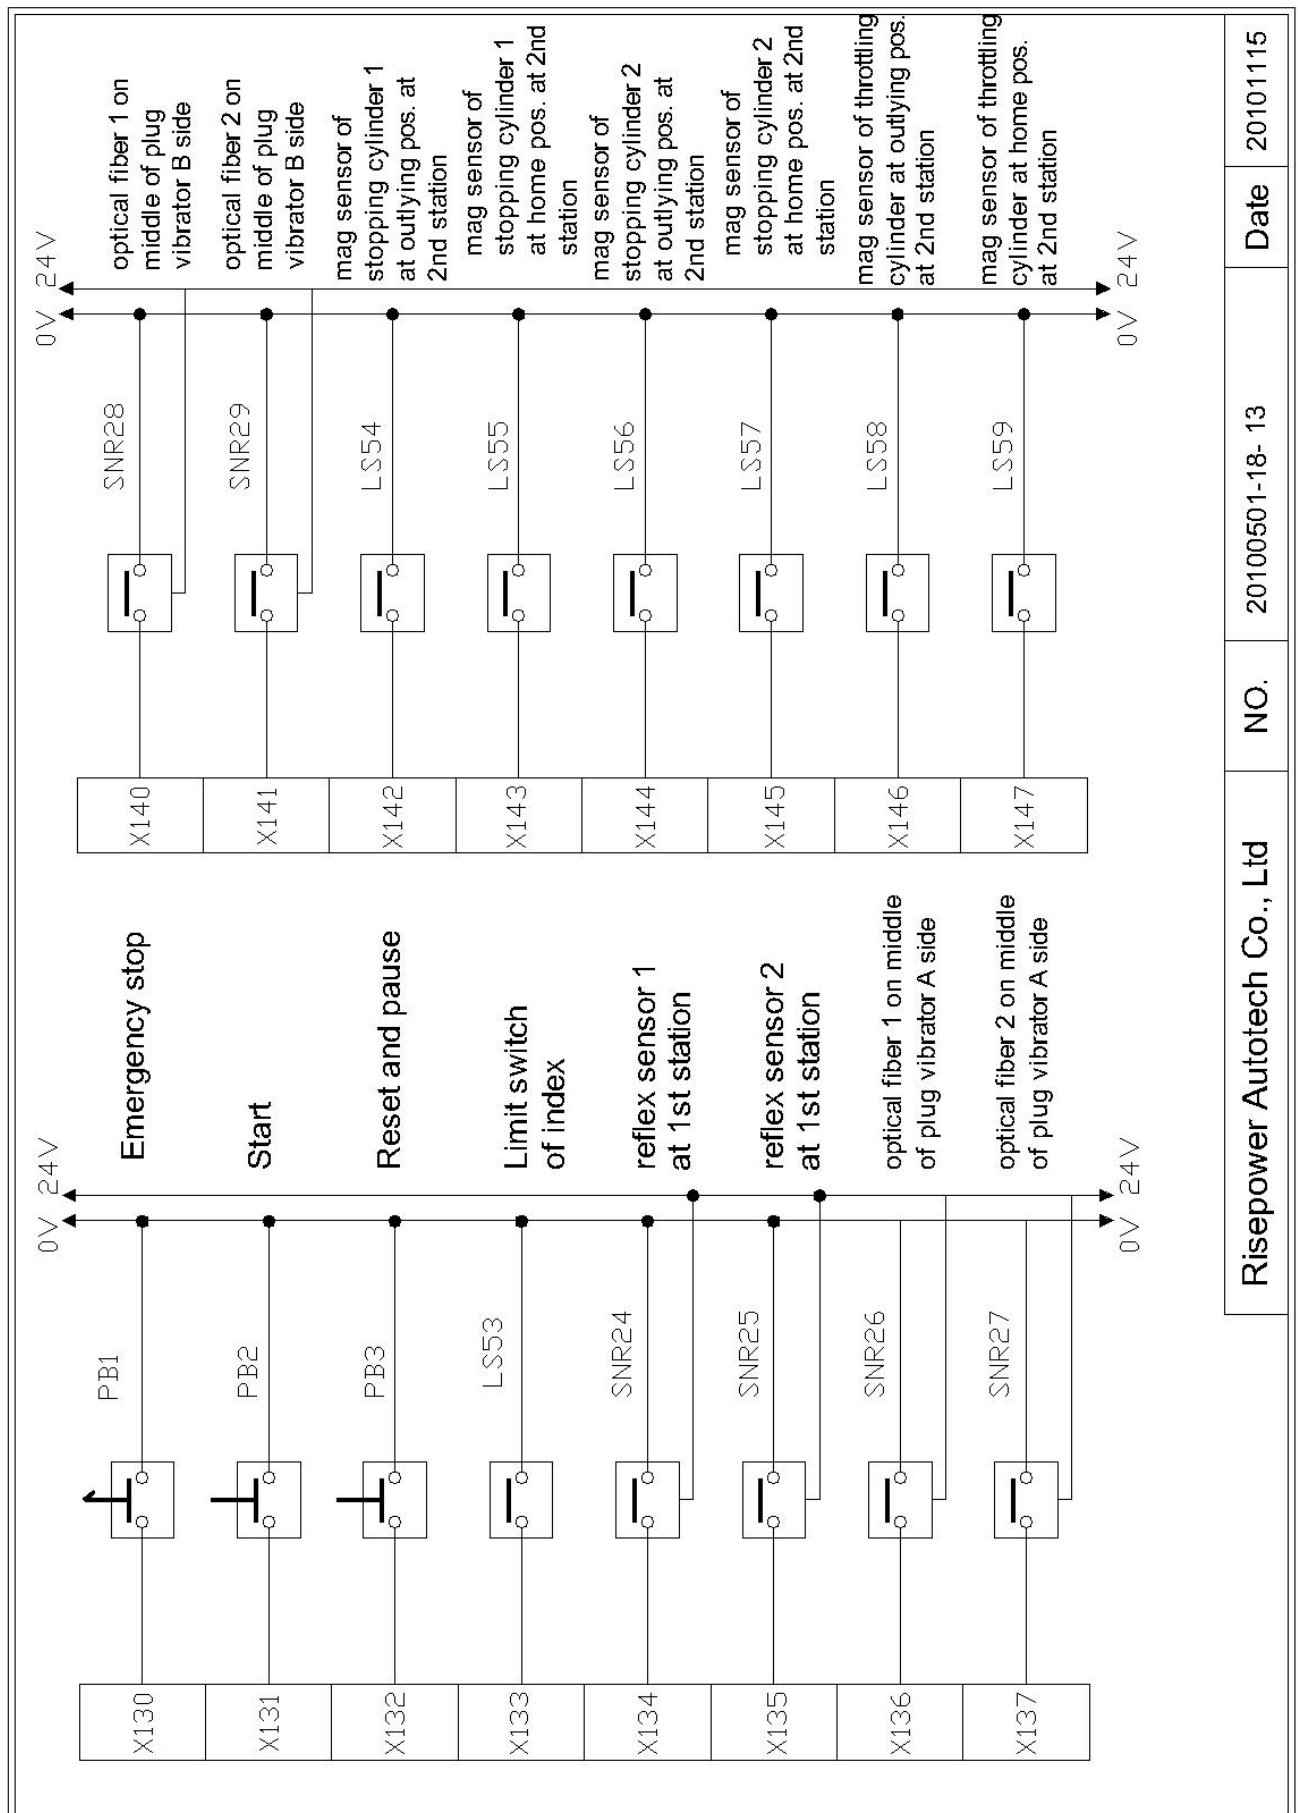 0V 24V
X130
PB1
Emergency stop
X131
PB2
Start
X132
PB3
Reset and pause
X133
LS53
Limit switch
of index
X134
SNR24
reflex sensor 1
at 1st station
X135
SNR25
reflex sensor 2
at 1st station
X136
SNR26
optical fiber 1 on middle
of plug vibrator A side
X137
SNR27
optical fiber 2 on middle
of plug vibrator A side
0V 24V
0V 24V
X140
SNR28
optical fiber 1 on
middle of plug
vibrator B side
X141
SNR29
optical fiber 2 on
middle of plug
vibrator B side
X142
LS54
mag sensor of
stopping cylinder 1
at outlying pos. at
2nd station
X143
LS55
mag sensor of
stopping cylinder 1
at home pos. at 2nd
station
X144
LS56
mag sensor of
stopping cylinder 2
at outlying pos. at
2nd station
X145
LS57
mag sensor of
stopping cylinder 2
at home pos. at 2nd
station
X146
LS58
mag sensor of throttling
cylinder at outlying pos.
at 2nd station
X147
LS59
mag sensor of throttling
cylinder at home pos.
at 2nd station
0V 24V
Risepower Autotech Co., Ltd
NO.
20100501-18- 13
Date
20101115